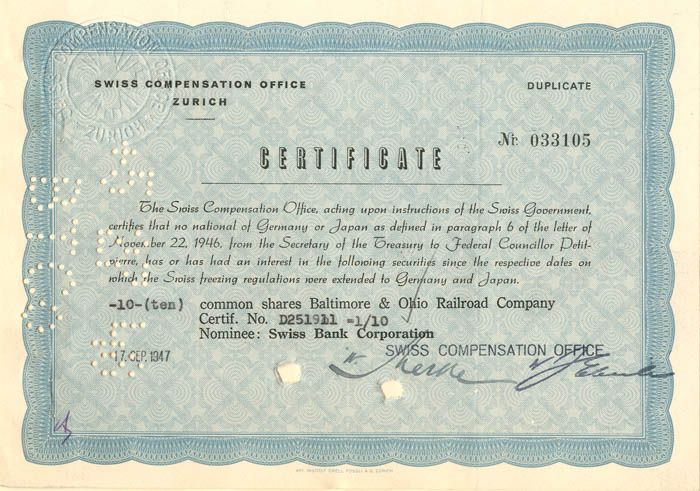 SWISS COMPENSATION OFFICE
ZURICH
DUPLICATE
Nr. 033105
CERTIFICATE
The Swiss Compensation Office, acting upon instructions of the Swiss Government,
certifies that no national of Germany or Japan as defined in paragraph 6 of the letter of
November 22, 1946, from the Secretary of the Treasury to Federal Councillor Petit-
pierre, has or has had an interest in the following securities since the respective dates on
which the Swiss freezing regulations were extended to Germany and Japan.
-10-(ten) common shares Baltimore & Ohio Railroad Company
Certif. No. D251911 =1/10
Nominee: Swiss Bank Corporation
17. SEP. 1947
SWISS COMPENSATION OFFICE